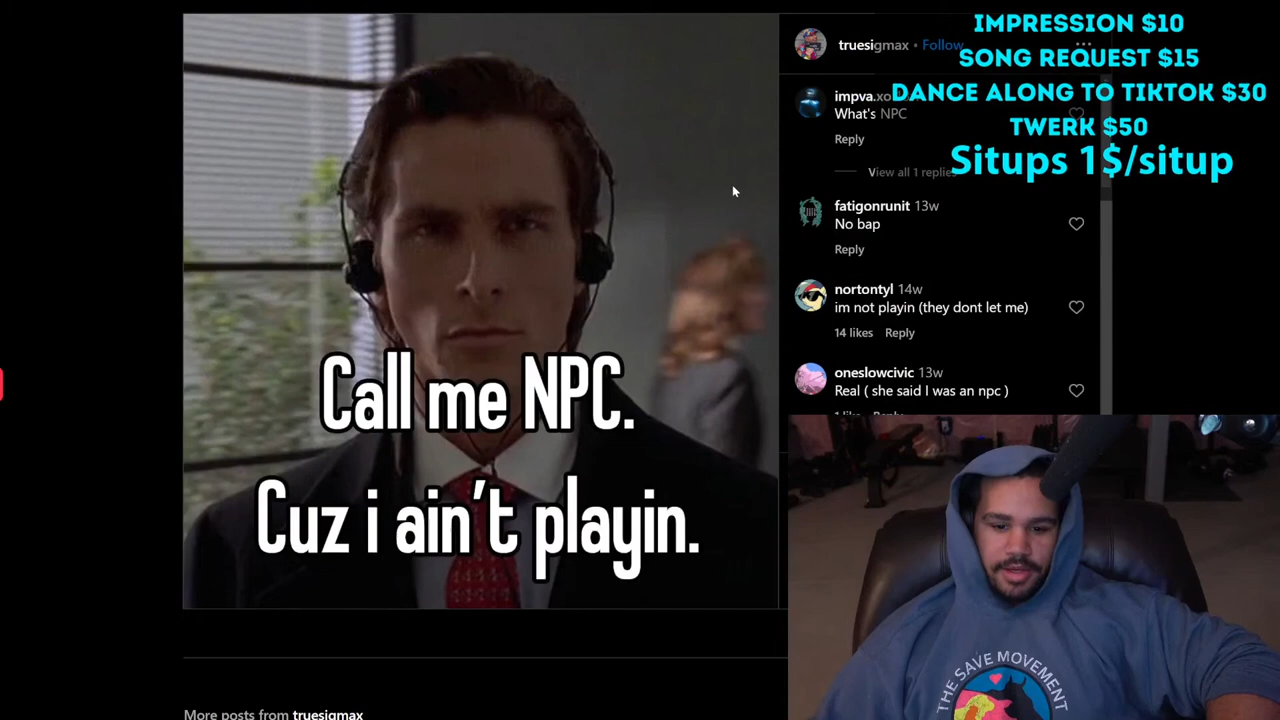 Call me NPC.
Cuz i ain't playin.
truesigmax • Follow
What's NPC
Reply
View all 1 replies
fatigonrunit 13w
No bap
Reply
nortontyl 14w
im not playin (they dont let me)
14 likes Reply
oneslowcivic 13w
Real ( she said I was an npc )
IMPRESSION $10
SONG REQUEST $15
DANCE ALONG TO TIKTOK $30
TWERK $50
Situps 1$/situp
THE SAVE MOVEMENT
More posts from truesigmax